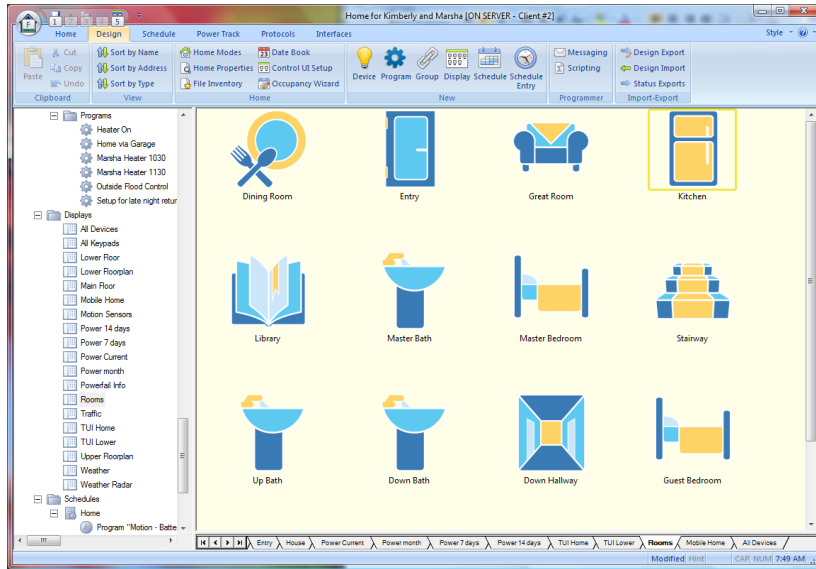 Home for Kimberly and Marsha [ON SERVER - Client #2]
F 1 2 3 4 5
Home Design Schedule Power Track Protocols Interfaces Style
Paste
Cut
Copy
Undo
Clipboard
Sort by Name
Sort by Address
Sort by Type
View
Home Modes
Home Properties
File Inventory
Date Book
Control UI Setup
Occupancy Wizard
Home
Device Program Group Display Schedule Schedule Entry
New
Messaging
Scripting
Programmer
Design Export
Design Import
Status Exports
Import-Export
Programs
Heater On
Home via Garage
Marsha Heater 1030
Marsha Heater 1130
Outside Flood Control
Setup for late night retur
Displays
All Devices
All Keypads
Lower Floor
Lower Floorplan
Main Floor
Mobile Home
Motion Sensors
Power 14 days
Power 7 days
Power Current
Power month
Powerfail Info
Rooms
Traffic
TUI Home
TUI Lower
Upper Floorplan
Weather
Weather Radar
Schedules
Home
Program "Motion - Batte
Dining Room Entry Great Room Kitchen
Library Master Bath Master Bedroom Stairway
Up Bath Down Bath Down Hallway Guest Bedroom
Entry House Power Current Power month Power 7 days Power 14 days TUI Home TUI Lower Rooms Mobile Home All Devices
Modified Hint CAP NUM 7:49 AM